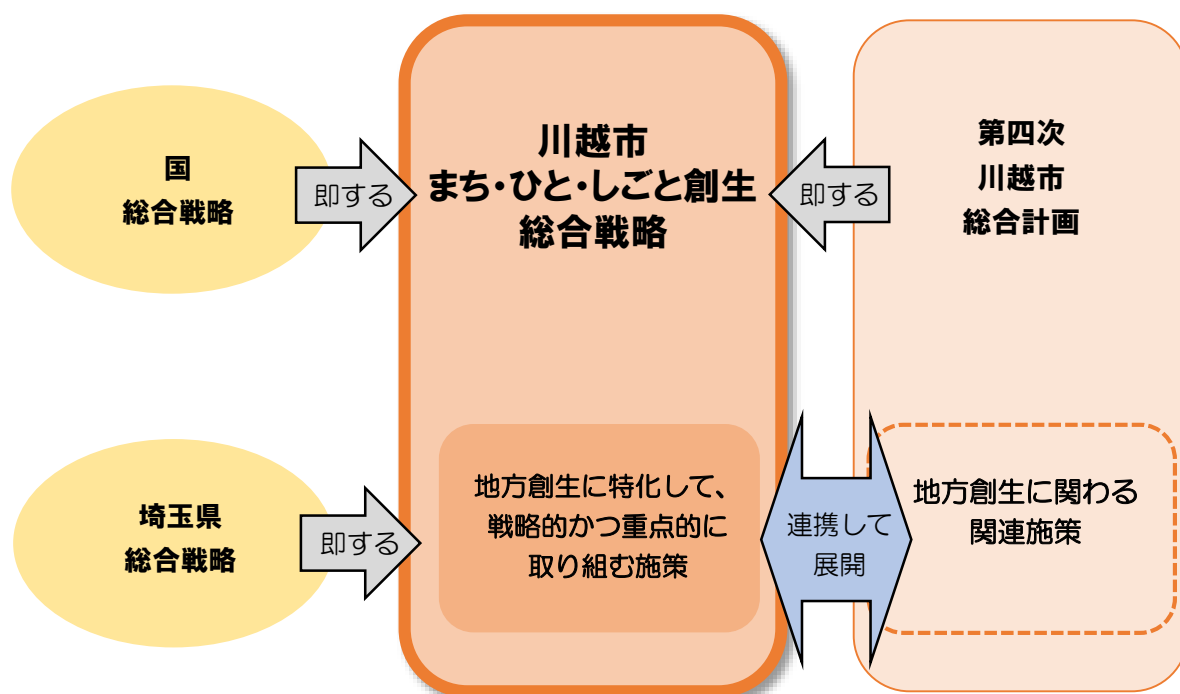 国
総合戦略
即する
川越市
まち・ひと・しごと創生
総合戦略
即する
第四次
川越市
総合計画
埼玉県
総合戦略
即する
地方創生に特化して、
戦略的かつ重点的に
取り組む施策
連携して
展開
地方創生に関わる
関連施策